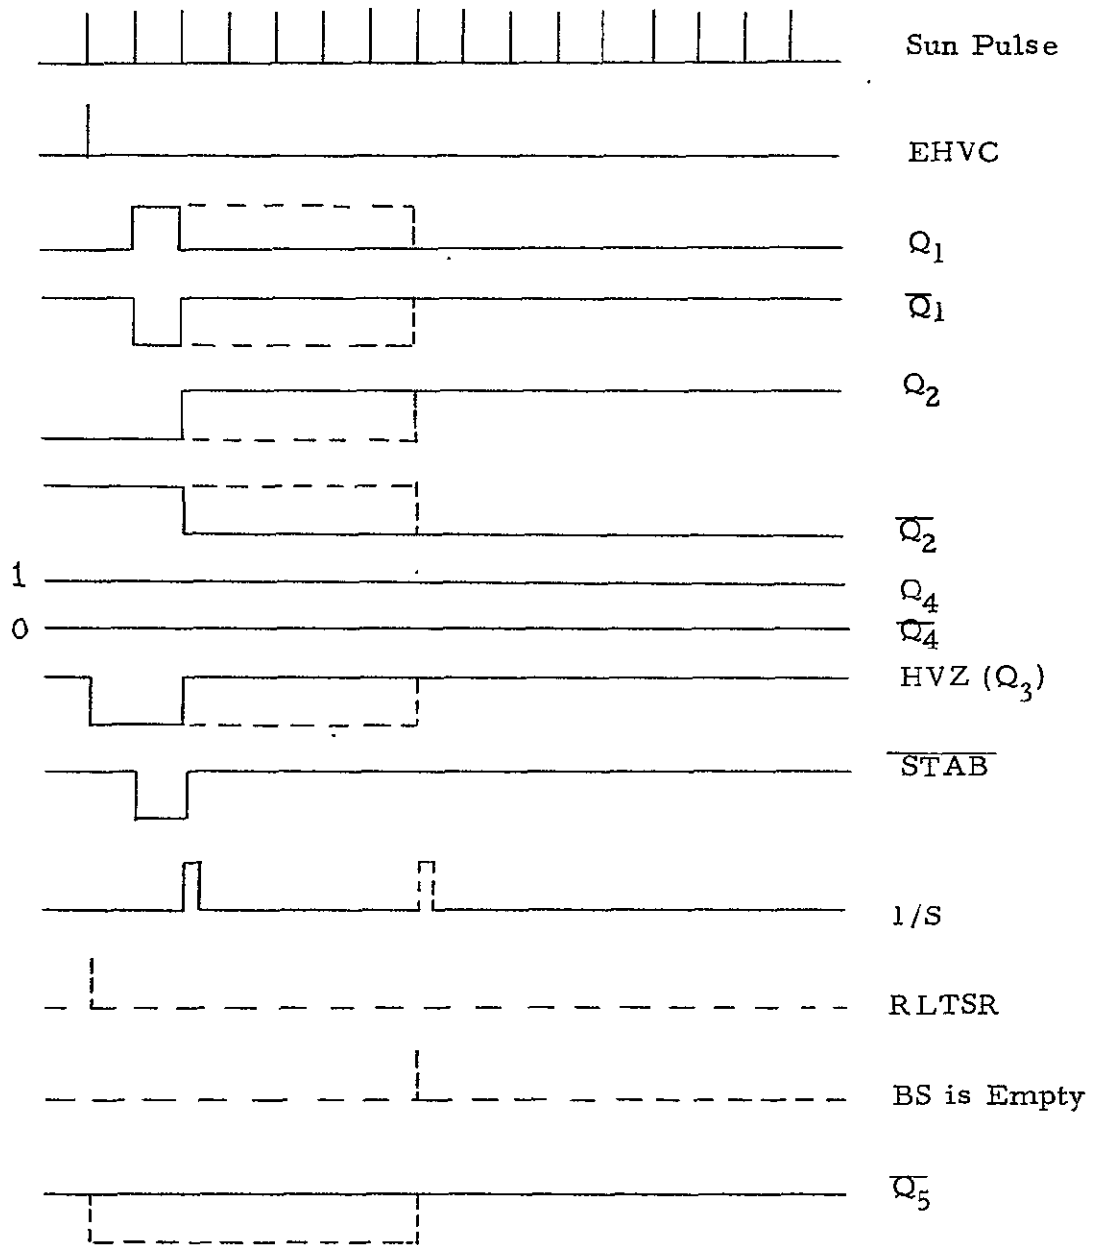 Sun Pulse
EHVC
Q1
Q̅1
Q2
Q̅2
1
Q4
0
Q̅4
HVZ (Q3)
S̅T̅A̅B̅
1/S
RLTSR
BS is Empty
Q̅5